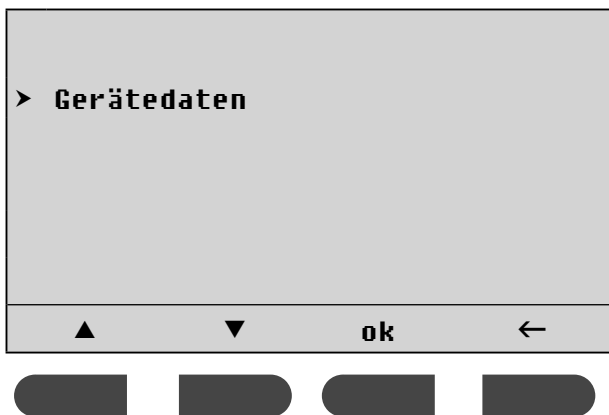 ➤ Gerätedaten
▲ ▼ ok ←